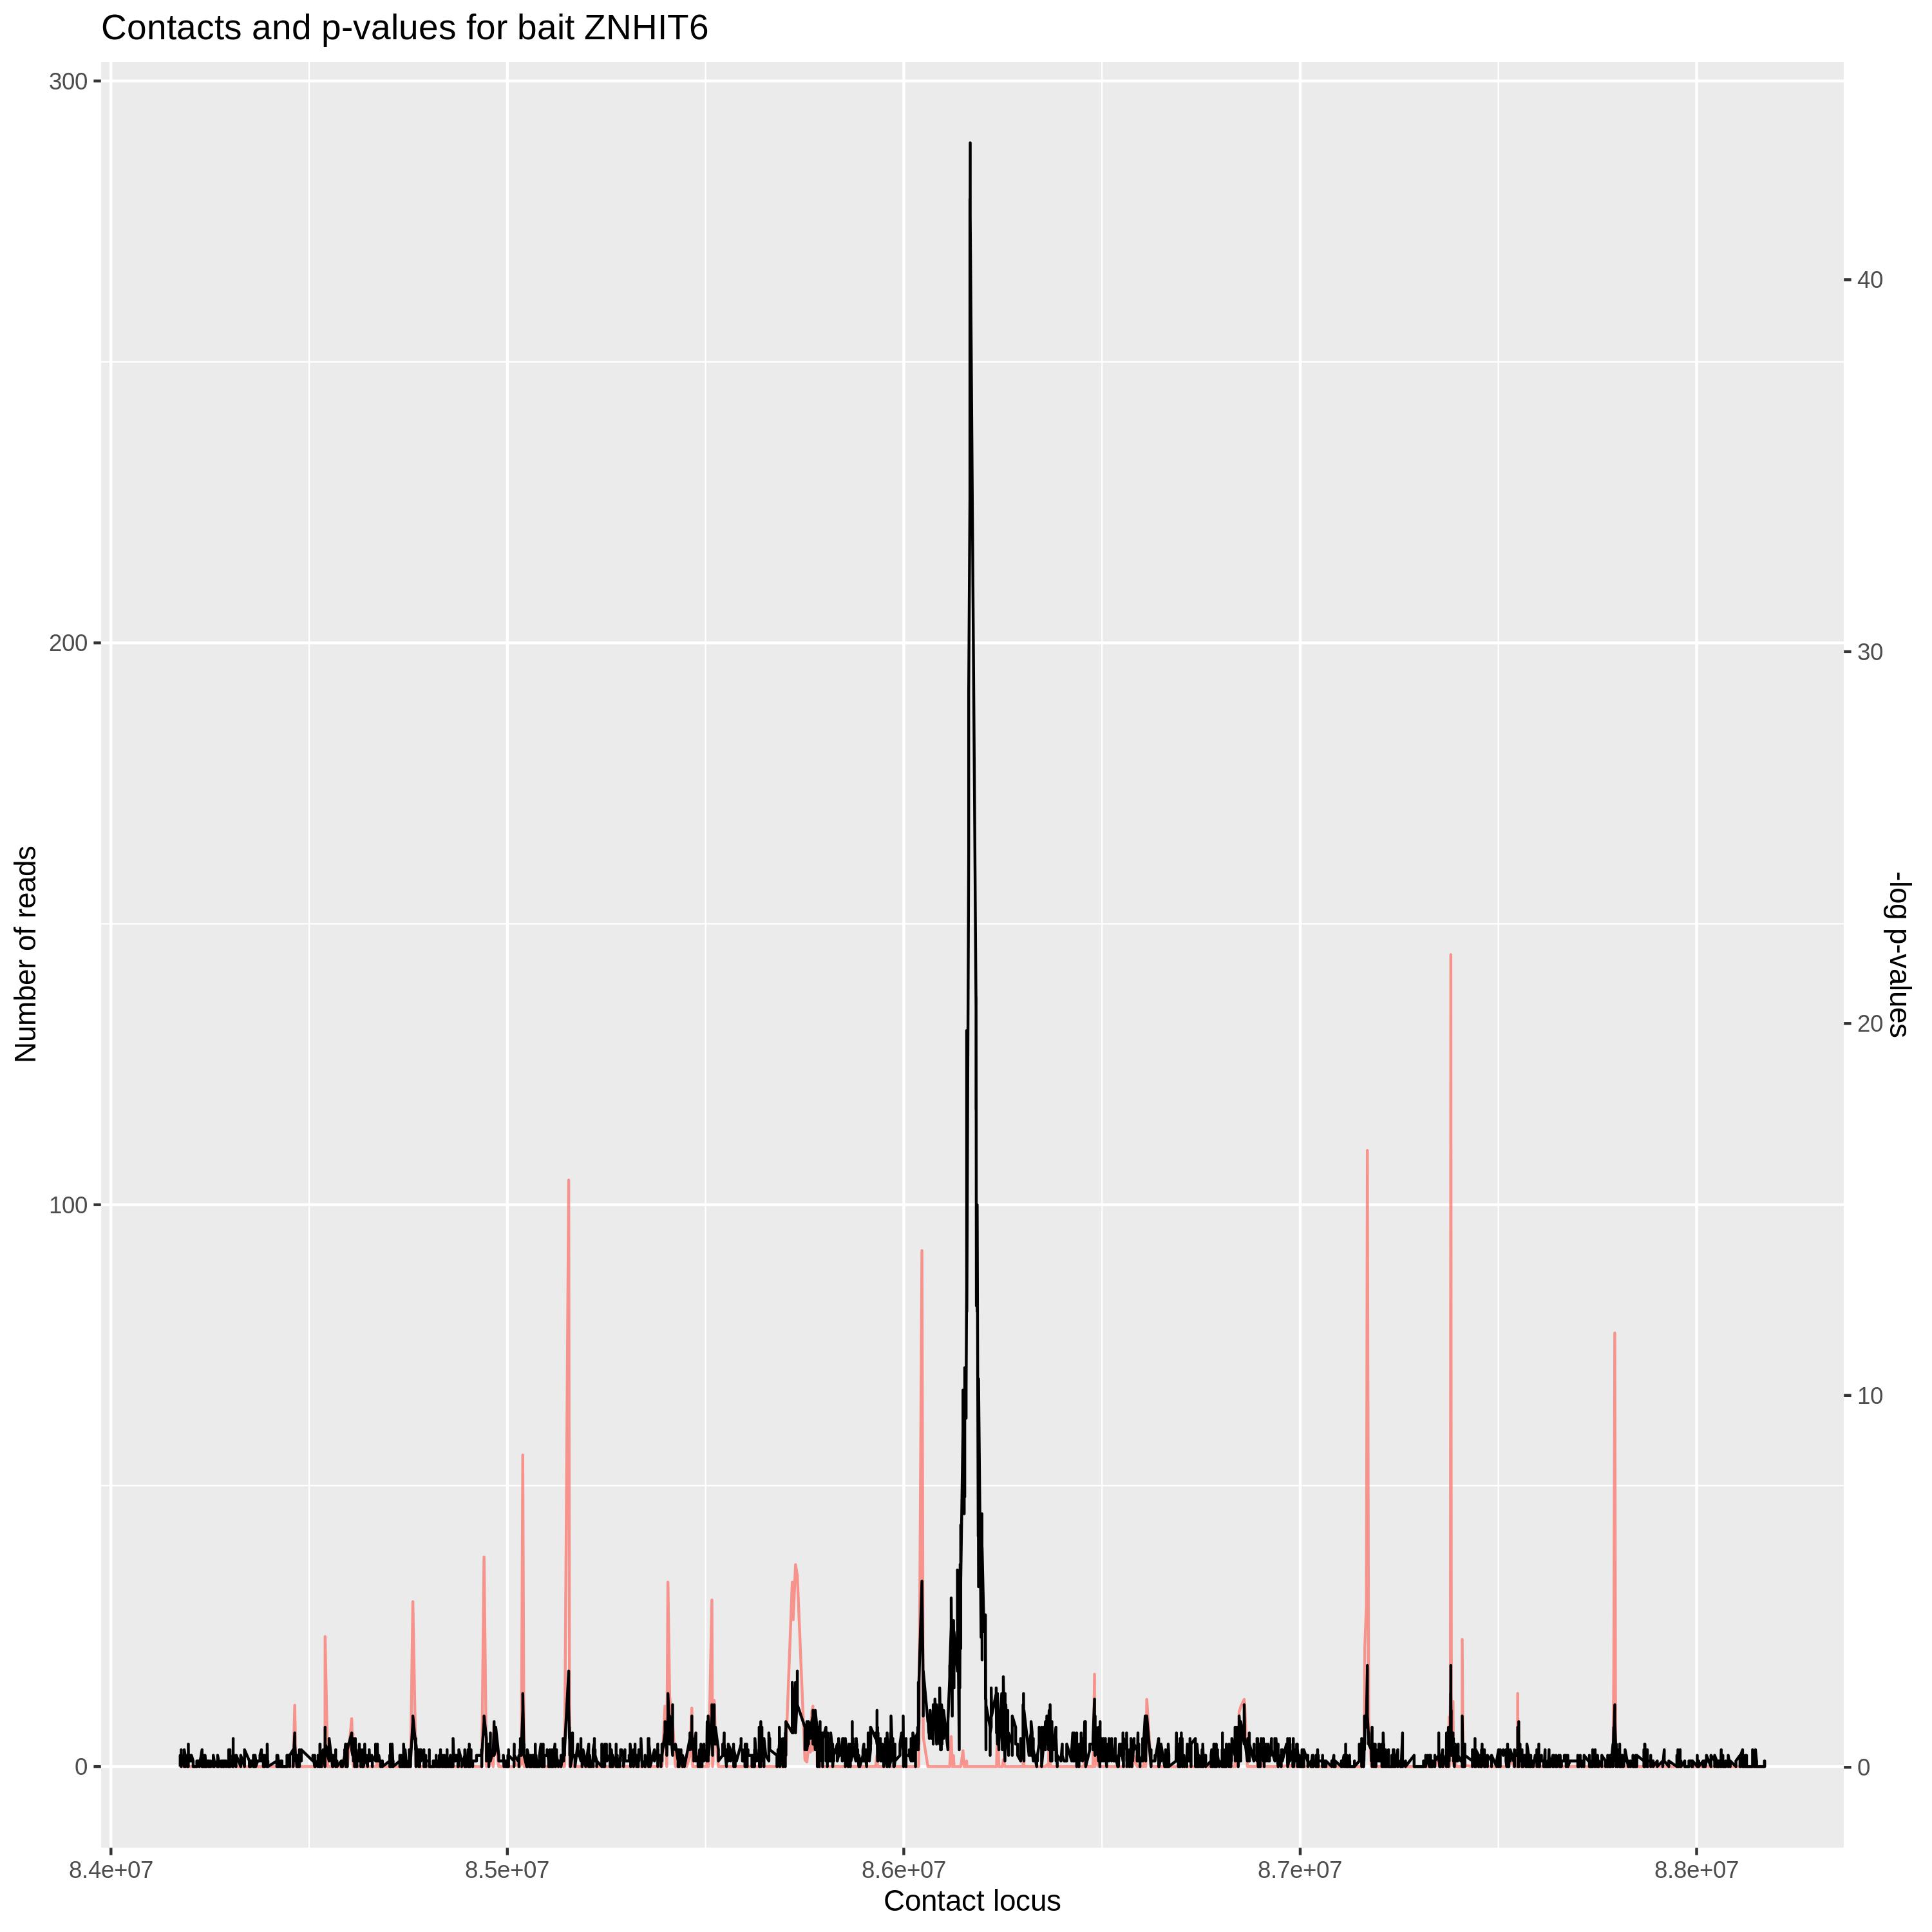 Contacts and p-values for bait ZNHIT6
300
200
100
0
40
30
20
10
0
Number of reads
-log p-values
8.4e+07 8.5e+07 8.6e+07 8.7e+07 8.8e+07
Contact locus